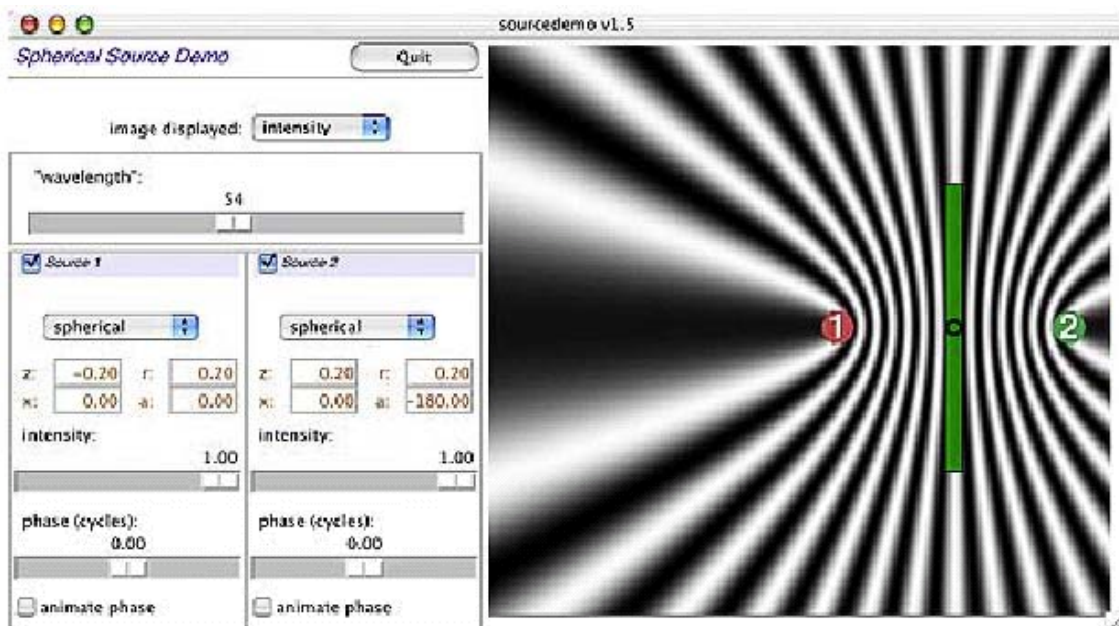 sourcedemo v1.5
Spherical Source Demo
Quit
image displayed: intensity
"wavelength":
54
Source 1
Source 2
spherical
spherical
z: -0.20 r: 0.20
z: 0.20 r: 0.20
x: 0.00 a: 0.00
x: 0.00 a: -180.00
intensity:
intensity:
1.00
1.00
phase (cycles):
phase (cycles):
0.00
0.00
animate phase
animate phase
1
2